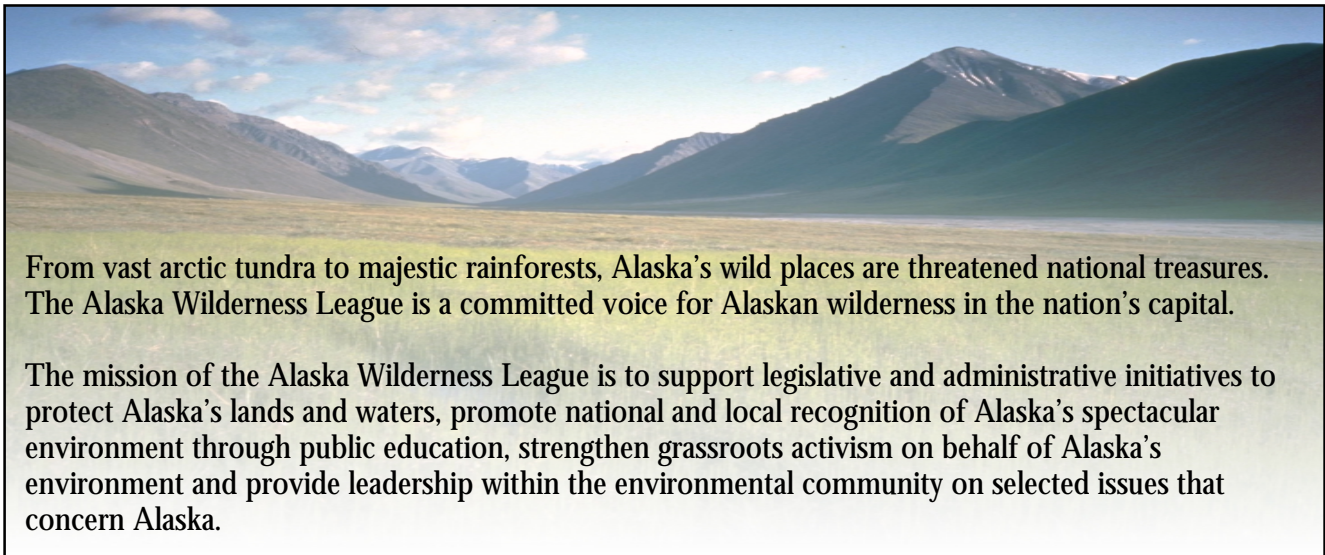 From vast arctic tundra to majestic rainforests, Alaska’s wild places are threatened national treasures.
The Alaska Wilderness League is a committed voice for Alaskan wilderness in the nation’s capital.
The mission of the Alaska Wilderness League is to support legislative and administrative initiatives to
protect Alaska’s lands and waters, promote national and local recognition of Alaska’s spectacular
environment through public education, strengthen grassroots activism on behalf of Alaska’s
environment and provide leadership within the environmental community on selected issues that
concern Alaska.